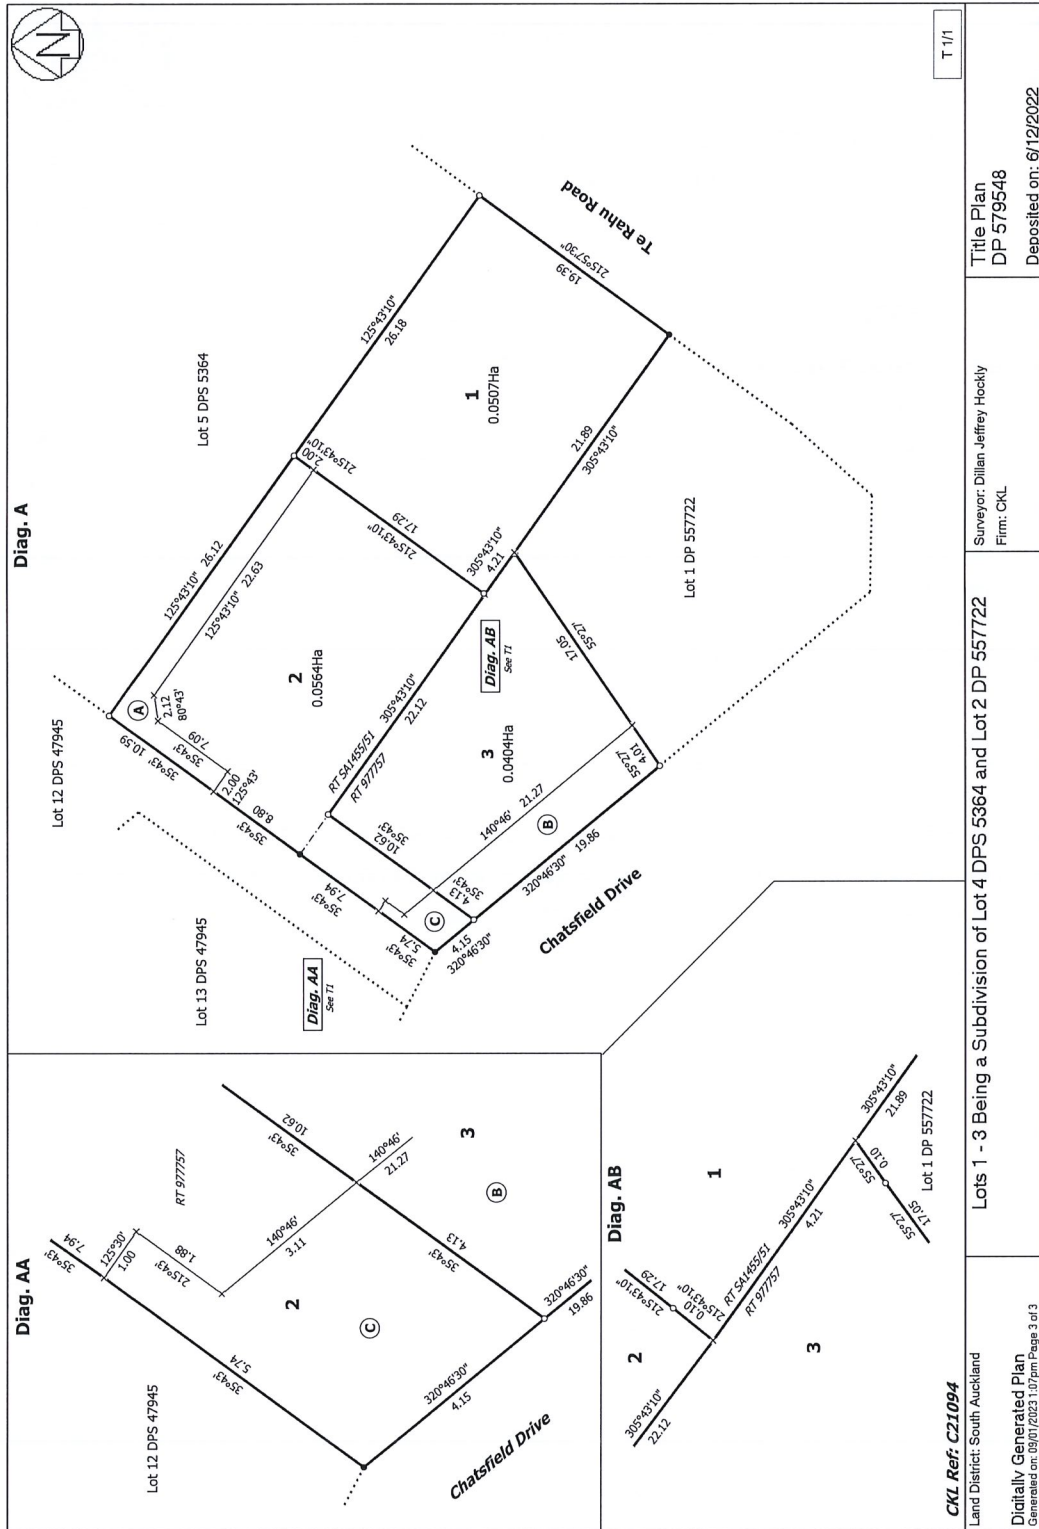 Diag. A
N
T 1/1
Lot 5 DPS 5364
Lot 12 DPS 47945
Lot 13 DPS 47945
125°43'10"
26.18
125°43'10" 26.12
125°43'10" 22.63
2.00
215°43'10"
Te Rahu Road
215°57'30"
19.39
1
0.0507Ha
21.89
305°43'10"
17.29
215°43'10"
305°43'10"
4.21
A
2.12
80°43'
7.09
35°43'
35°43' 10.59
2.00
125°43'
8.80
35°43'
2
0.0564Ha
RT SA1455/51
RT 977757
305°43'10"
22.12
Diag. AB
See T1
17.05
55°27'
Lot 1 DP 557722
3
0.0404Ha
10.62
35°43'
55°27'
4.01
140°46' 21.27
B
7.94
35°43'
4.13
35°43'
320°46'30" 19.86
C
5.74
35°43'
4.15
320°46'30"
Chatsfield Drive
Diag. AA
See T1
Diag. AA
Lot 12 DPS 47945
RT 977757
35°43' 7.94
125°30'
1.00
1.88
215°43'
140°46'
3.11
10.62
35°43'
140°46'
21.27
3
B
4.13
35°43'
2
C
5.74
35°43'
320°46'30"
4.15
320°46'30"
19.86
Chatsfield Drive
Diag. AB
1
2
17.29
215°43'10"
0.10
215°43'10"
305°43'10"
22.12
RT SA1455/51
RT 977757
305°43'10"
4.21
3
305°43'10"
21.89
55°27'
0.10
55°27'
17.05
Lot 1 DP 557722
CKL Ref: C21094
Land District: South Auckland
Digitally Generated Plan
Generated on: 09/01/2023 1:07pm Page 3 of 3
Lots 1 - 3 Being a Subdivision of Lot 4 DPS 5364 and Lot 2 DP 557722
Surveyor: Dillan Jeffrey Hockly
Firm: CKL
Title Plan
DP 579548
Deposited on: 6/12/2022